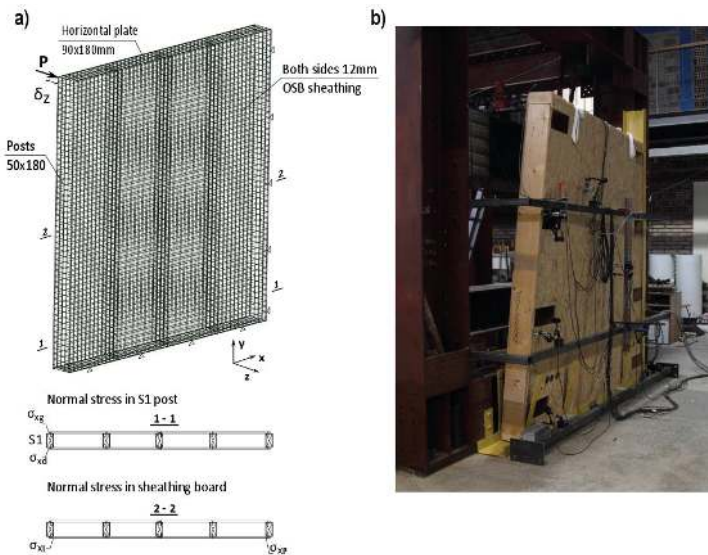 a)
Horizontal plate
90x180mm
P
δz
Both sides 12mm
OSB sheathing
Posts
50x180
2
2
1
1
y
x
z
Normal stress in S1 post
σxg
1 - 1
S1
σxd
Normal stress in sheathing board
2 - 2
σxl
σxp
b)